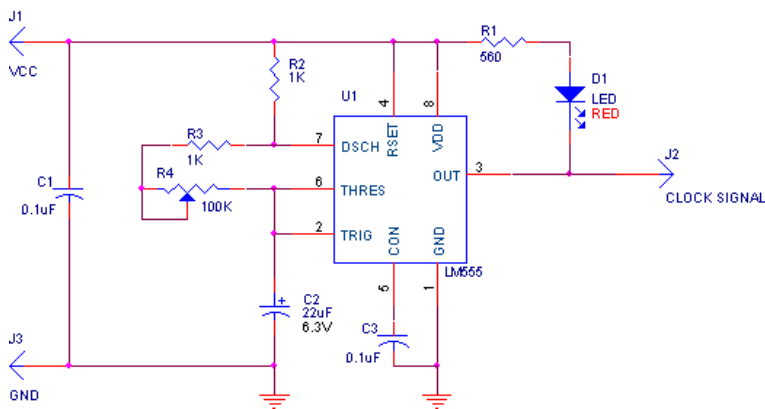 J1
VCC
R1
560
R2
1K
U1
4
8
D1
LED
RED
R3
1K
7
DSCH
RSET
VDD
R4
100K
6
THRES
OUT
3
J2
CLOCK SIGNAL
C1
0.1uF
2
TRIG
CON
GND
LM555
5
1
C2
22uF
6.3V
C3
0.1uF
J3
GND